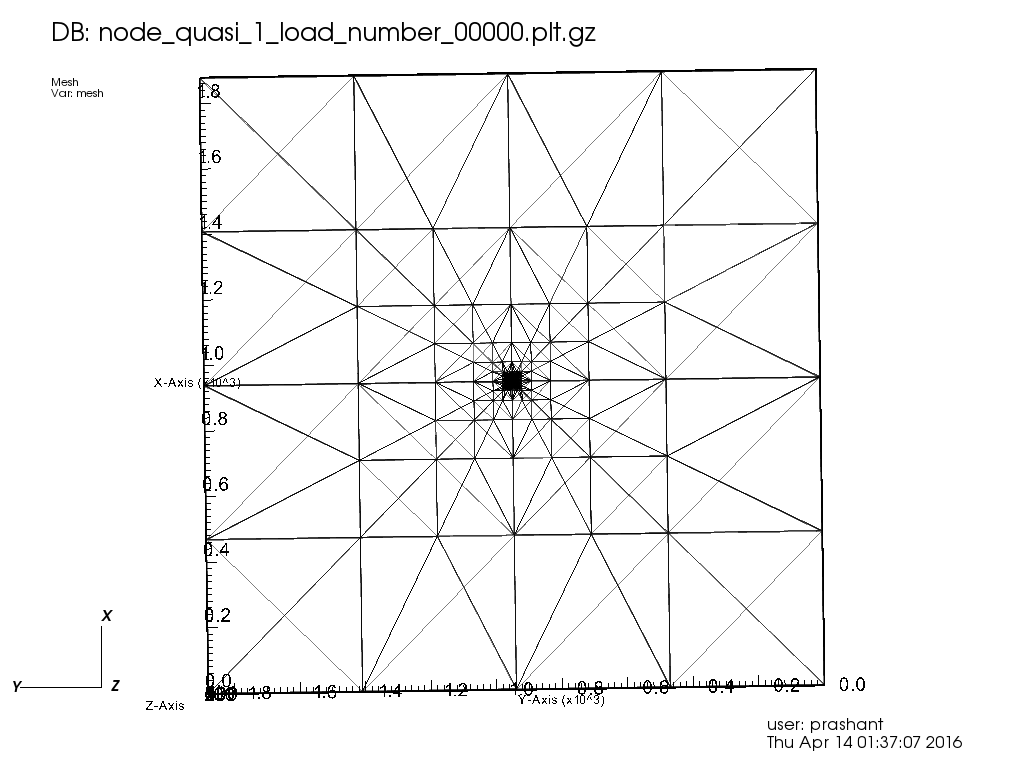 DB: node_quasi_1_load_number_00000.plt.gz
Mesh
Var: mesh
1.8
1.6
1.4
1.2
1.0
X-Axis (x10^3)
0.8
0.6
0.4
0.2
0.0
1.8 1.6 1.4 1.2 1.0 0.8 0.6 0.4 0.2 0.0
Z-Axis
Y-Axis (x10^3)
X
Y Z
user: prashant
Thu Apr 14 01:37:07 2016